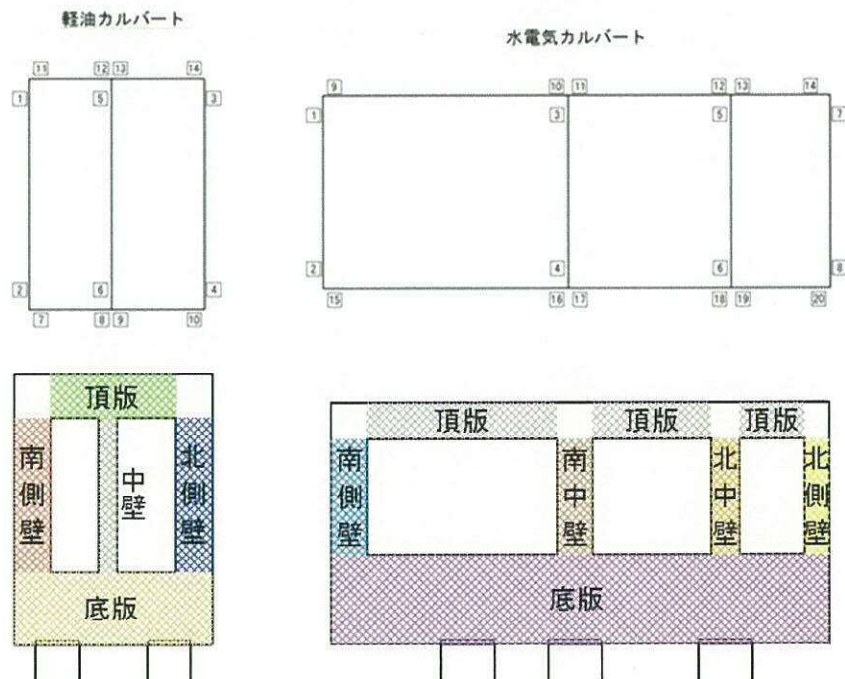 軽油カルバート
11 12 13 14
1 5 3
2 6 4
7 8 9 10
水電気カルバート
9 10 11 12 13 14
1 3 5 7
2 4 6 8
15 16 17 18 19 20
頂版
南側壁
中壁
北側壁
底版
頂版 頂版 頂版
南側壁
南中壁
北中壁
北側壁
底版